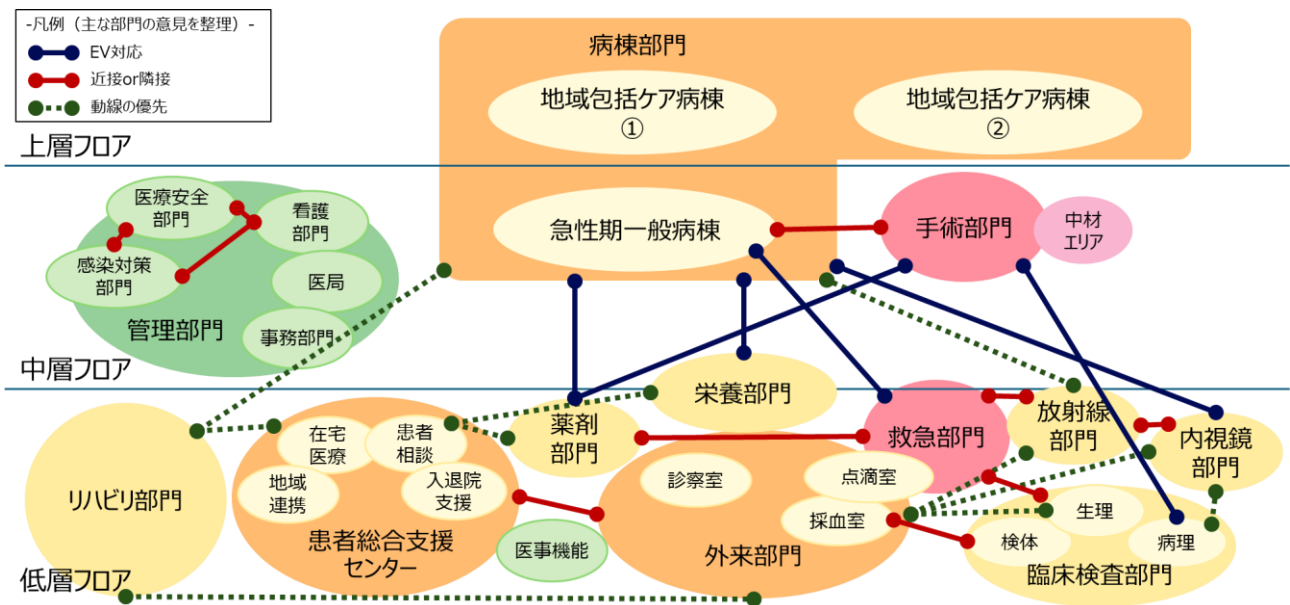 -凡例（主な部門の意見を整理）-
EV対応
近接or隣接
動線の優先
上層フロア
病棟部門
地域包括ケア病棟
①
地域包括ケア病棟
②
医療安全
部門
看護
部門
感染対策
部門
医局
管理部門
事務部門
中層フロア
急性期一般病棟
手術部門
中材
エリア
栄養部門
リハビリ部門
在宅
医療
患者
相談
地域
連携
入退院
支援
患者総合支援
センター
薬剤
部門
医事機能
診察室
点滴室
採血室
外来部門
救急部門
放射線
部門
内視鏡
部門
生理
検体
病理
臨床検査部門
低層フロア